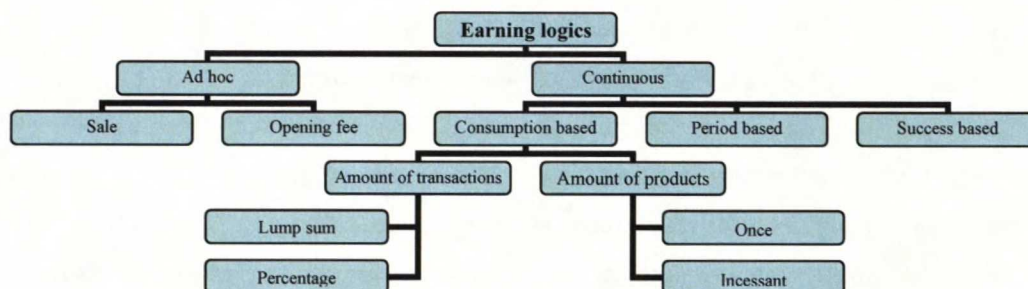 Earning logics
Ad hoc
Continuous
Sale
Opening fee
Consumption based
Period based
Success based
Amount of transactions
Amount of products
Lump sum
Once
Percentage
Incessant